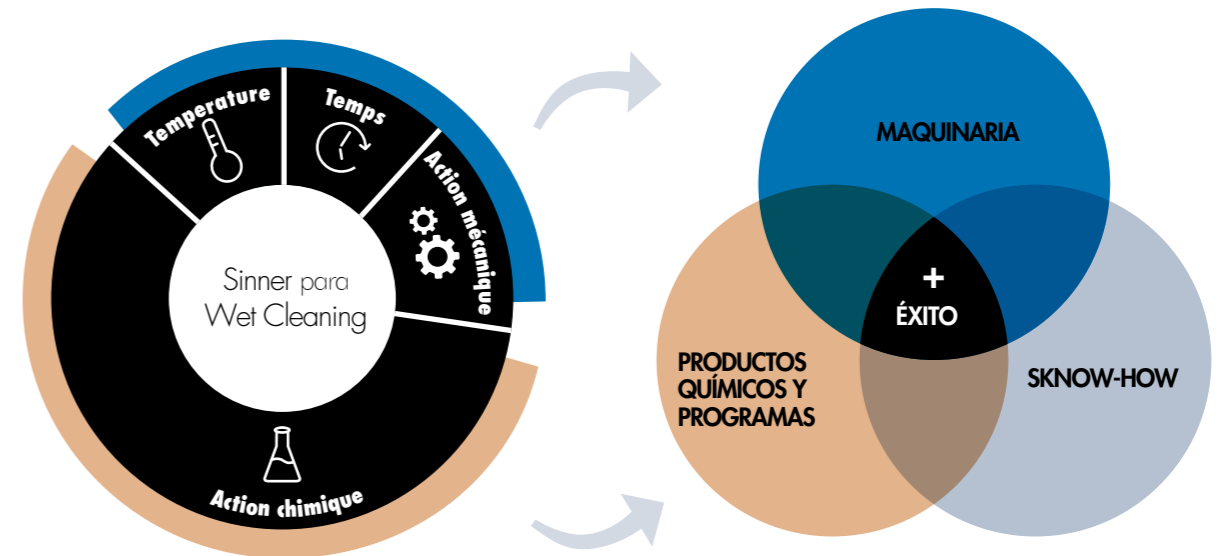 Temperature
Temps
Action mécanique
Sinner para
Wet Cleaning
Action chimique
MAQUINARIA
+
ÉXITO
PRODUCTOS
QUÍMICOS Y
PROGRAMAS
SKNOW-HOW